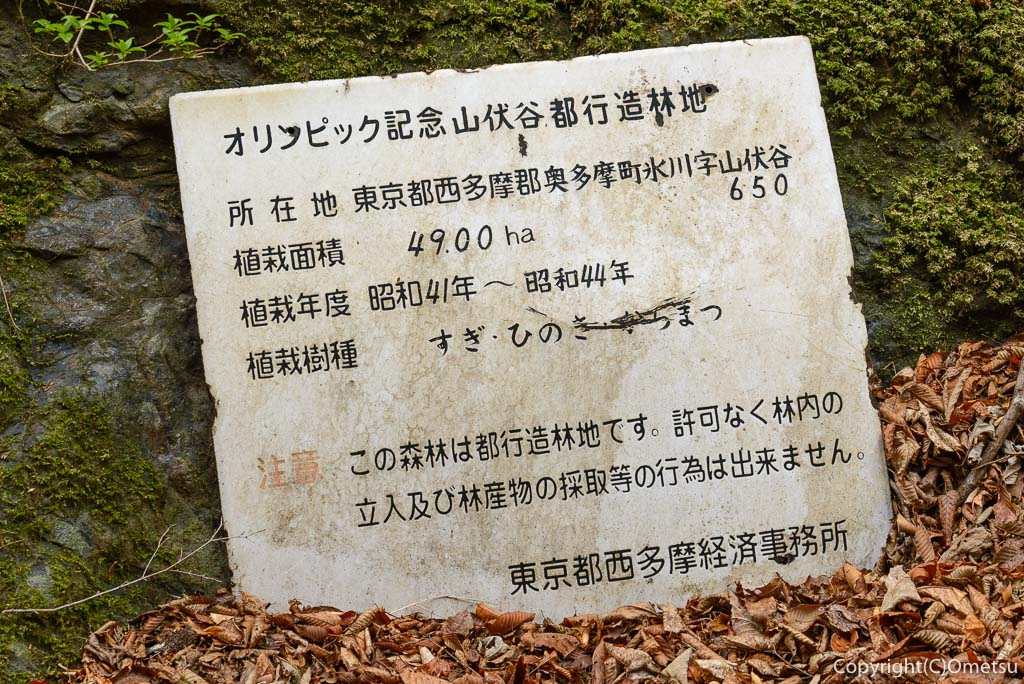 オリンピック記念山伏谷都行造林地
所在地 東京都西多摩郡奥多摩町氷川字山伏谷
650
植栽面積 49.00 ha
植栽年度 昭和41年～昭和44年
植栽樹種 すぎ・ひのき まつ
注意 この森林は都行造林地です。許可なく林内の
立入及び林産物の採取等の行為は出来ません。
東京都西多摩経済事務所
Copyright(C)Ometsu